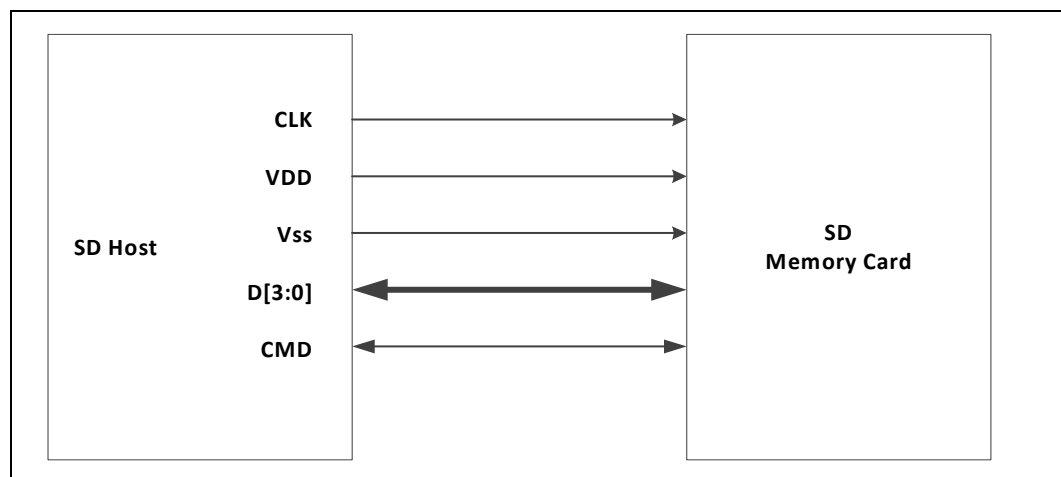 CLK
VDD
Vss
SD Host
D[3:0]
CMD
SD
Memory Card